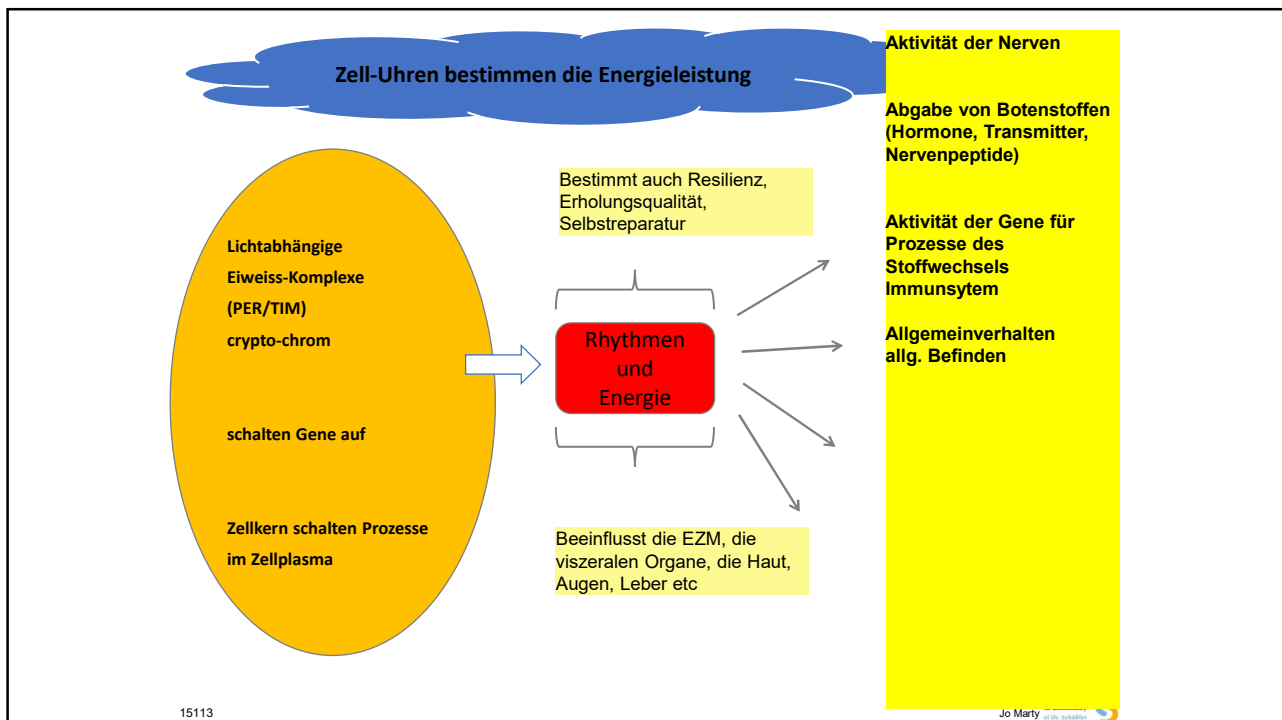 Zell-Uhren bestimmen die Energieleistung
Lichtabhängige
Eiweiss-Komplexe
(PER/TIM)
crypto-chrom
schalten Gene auf
Zellkern schalten Prozesse
im Zellplasma
Bestimmt auch Resilienz,
Erholungsqualität,
Selbstreparatur
Rhythmen
und
Energie
Beeinflusst die EZM, die
viszeralen Organe, die Haut,
Augen, Leber etc
Aktivität der Nerven
Abgabe von Botenstoffen
(Hormone, Transmitter,
Nervenpeptide)
Aktivität der Gene für
Prozesse des
Stoffwechsels
Immunsytem
Allgemeinverhalten
allg. Befinden
15113
Jo Marty
of Dr. Schüßler